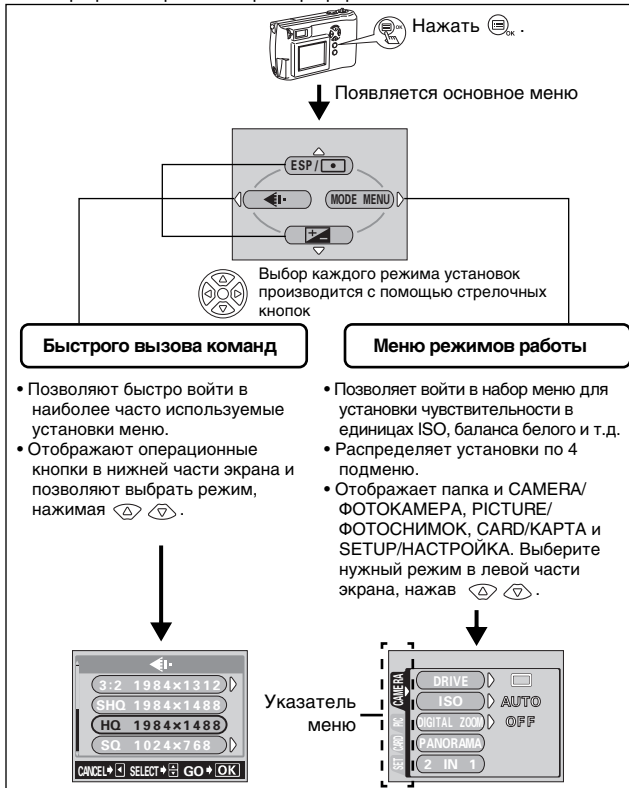 Нажать OK .
Появляется основное меню
ESP/
MODE MENU
Выбор каждого режима установок
производится с помощью стрелочных
кнопок
Быстрого вызова команд
• Позволяют быстро войти в
наиболее часто используемые
установки меню.
• Отображают операционные
кнопки в нижней части экрана и
позволяют выбрать режим,
нажимая .
Меню режимов работы
• Позволяет войти в набор меню для
установки чувствительности в
единицах ISO, баланса белого и т.д.
• Распределяет установки по 4
подменю.
• Отображает папка и CAMERA/
ФОТОКАМЕРА, PICTURE/
ФОТОСНИМОК, CARD/КАРТА и
SETUP/НАСТРОЙКА. Выберите
нужный режим в левой части
экрана, нажав .
3:2 1984×1312
SHQ 1984×1488
HQ 1984×1488
SQ 1024×768
CANCEL SELECT GO OK
Указатель
меню
CAMERA
PIC
CARD
SET
DRIVE
ISO AUTO
DIGITAL ZOOM OFF
PANORAMA
2 IN 1